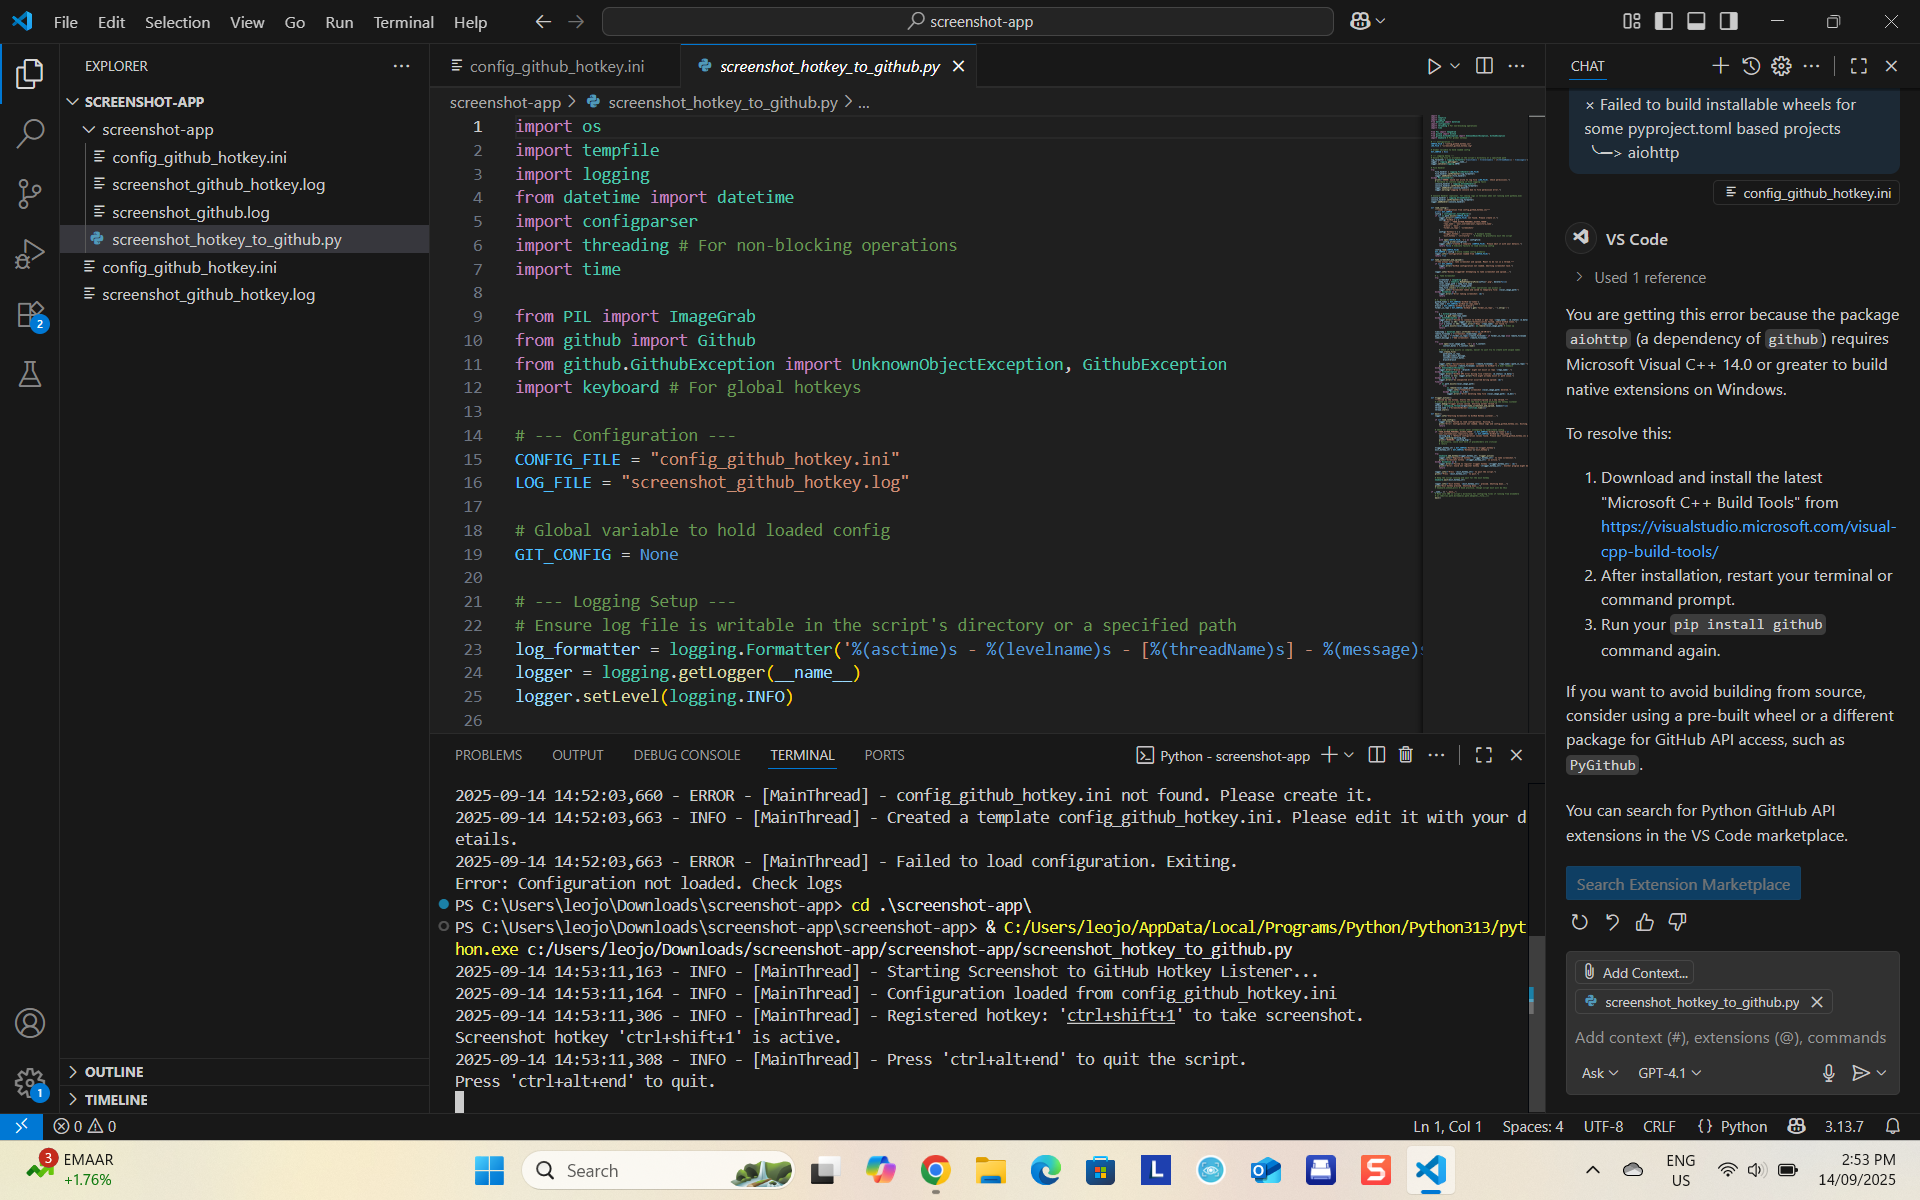 File Edit Selection View Go Run Terminal Help
screenshot-app
EXPLORER
SCREENSHOT-APP
screenshot-app
config_github_hotkey.ini
screenshot_github_hotkey.log
screenshot_github.log
screenshot_hotkey_to_github.py
config_github_hotkey.ini
screenshot_github_hotkey.log
OUTLINE
TIMELINE
2
1
config_github_hotkey.ini
screenshot_hotkey_to_github.py
screenshot-app > screenshot_hotkey_to_github.py > ...
1 import os
2 import tempfile
3 import logging
4 from datetime import datetime
5 import configparser
6 import threading # For non-blocking operations
7 import time
8
9 from PIL import ImageGrab
10 from github import Github
11 from github.GithubException import UnknownObjectException, GithubException
12 import keyboard # For global hotkeys
13
14 # --- Configuration ---
15 CONFIG_FILE = "config_github_hotkey.ini"
16 LOG_FILE = "screenshot_github_hotkey.log"
17
18 # Global variable to hold loaded config
19 GIT_CONFIG = None
20
21 # --- Logging Setup ---
22 # Ensure log file is writable in the script's directory or a specified path
23 log_formatter = logging.Formatter('%(asctime)s - %(levelname)s - [%(threadName)s] - %(message)s
24 logger = logging.getLogger(__name__)
25 logger.setLevel(logging.INFO)
26
PROBLEMS OUTPUT DEBUG CONSOLE TERMINAL PORTS
Python - screenshot-app
2025-09-14 14:52:03,660 - ERROR - [MainThread] - config_github_hotkey.ini not found. Please create it.
2025-09-14 14:52:03,663 - INFO - [MainThread] - Created a template config_github_hotkey.ini. Please edit it with your d
etails.
2025-09-14 14:52:03,663 - ERROR - [MainThread] - Failed to load configuration. Exiting.
Error: Configuration not loaded. Check logs
PS C:\Users\leojo\Downloads\screenshot-app> cd .\screenshot-app\
PS C:\Users\leojo\Downloads\screenshot-app\screenshot-app> & C:/Users/leojo/AppData/Local/Programs/Python/Python313/pyt
hon.exe c:/Users/leojo/Downloads/screenshot-app/screenshot-app/screenshot_hotkey_to_github.py
2025-09-14 14:53:11,163 - INFO - [MainThread] - Starting Screenshot to GitHub Hotkey Listener...
2025-09-14 14:53:11,164 - INFO - [MainThread] - Configuration loaded from config_github_hotkey.ini
2025-09-14 14:53:11,306 - INFO - [MainThread] - Registered hotkey: 'ctrl+shift+1' to take screenshot.
Screenshot hotkey 'ctrl+shift+1' is active.
2025-09-14 14:53:11,308 - INFO - [MainThread] - Press 'ctrl+alt+end' to quit the script.
Press 'ctrl+alt+end' to quit.
CHAT
× Failed to build installable wheels for
some pyproject.toml based projects
╰─> aiohttp
config_github_hotkey.ini
VS Code
Used 1 reference
You are getting this error because the package
aiohttp (a dependency of github) requires
Microsoft Visual C++ 14.0 or greater to build
native extensions on Windows.
To resolve this:
1. Download and install the latest
"Microsoft C++ Build Tools" from
https://visualstudio.microsoft.com/visual-
cpp-build-tools/
2. After installation, restart your terminal or
command prompt.
3. Run your pip install github
command again.
If you want to avoid building from source,
consider using a pre-built wheel or a different
package for GitHub API access, such as
PyGithub.
You can search for Python GitHub API
extensions in the VS Code marketplace.
Search Extension Marketplace
Add Context...
screenshot_hotkey_to_github.py
Add context (#), extensions (@), commands
Ask GPT-4.1
0 0
Ln 1, Col 1 Spaces: 4 UTF-8 CRLF {} Python 3.13.7
3
EMAAR
+1.76%
Search
L
S
ENG
US
2:53 PM
14/09/2025